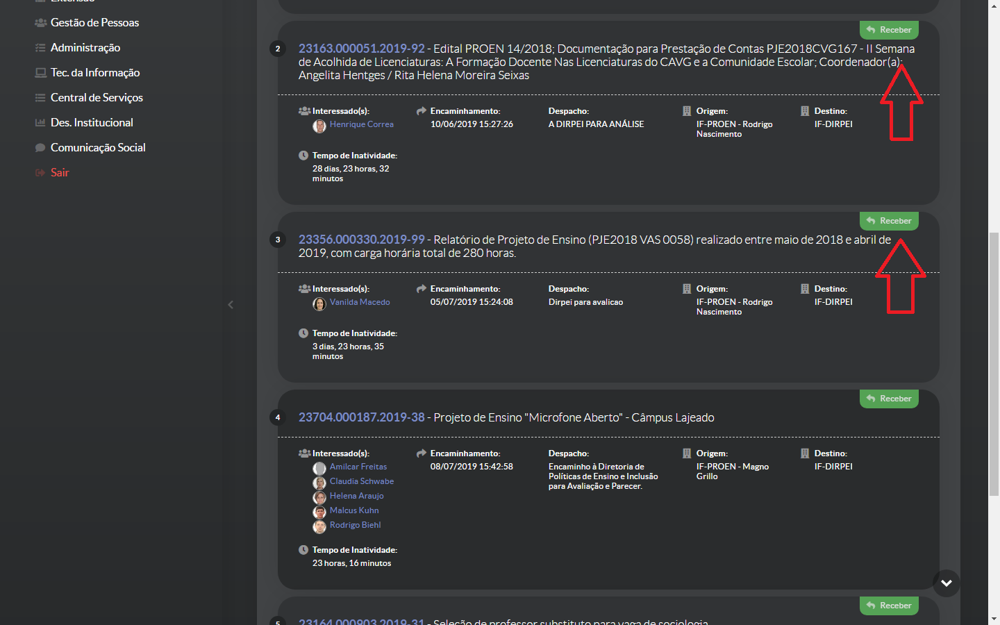 Extensão
Gestão de Pessoas
Administração
Tec. da Informação
Central de Serviços
Des. Institucional
Comunicação Social
Sair
Receber
2
23163.000051.2019-92 - Edital PROEN 14/2018; Documentação para Prestação de Contas PJE2018CVG167 - II Semana
de Acolhida de Licenciaturas: A Formação Docente Nas Licenciaturas do CAVG e a Comunidade Escolar; Coordenador(a):
Angelita Hentges / Rita Helena Moreira Seixas
Interessado(s):
Henrique Correa
Encaminhamento:
10/06/2019 15:27:26
Despacho:
A DIRPEI PARA ANÁLISE
Origem:
IF-PROEN - Rodrigo
Nascimento
Destino:
IF-DIRPEI
Tempo de Inatividade:
28 dias, 23 horas, 32
minutos
Receber
3
23356.000330.2019-99 - Relatório de Projeto de Ensino (PJE2018 VAS 0058) realizado entre maio de 2018 e abril de
2019, com carga horária total de 280 horas.
Interessado(s):
Vanilda Macedo
Encaminhamento:
05/07/2019 15:24:08
Despacho:
Dirpei para avalicao
Origem:
IF-PROEN - Rodrigo
Nascimento
Destino:
IF-DIRPEI
Tempo de Inatividade:
3 dias, 23 horas, 35
minutos
Receber
4
23704.000187.2019-38 - Projeto de Ensino "Microfone Aberto" - Câmpus Lajeado
Interessado(s):
Amilcar Freitas
Claudia Schwabe
Helena Araujo
Malcus Kuhn
Rodrigo Biehl
Encaminhamento:
08/07/2019 15:42:58
Despacho:
Encaminho à Diretoria de
Políticas de Ensino e Inclusão
para Avaliação e Parecer.
Origem:
IF-PROEN - Magno
Grillo
Destino:
IF-DIRPEI
Tempo de Inatividade:
23 horas, 16 minutos
Receber
5
23164.000903.2019-31 - Seleção de professor substituto para vaga de sociologia